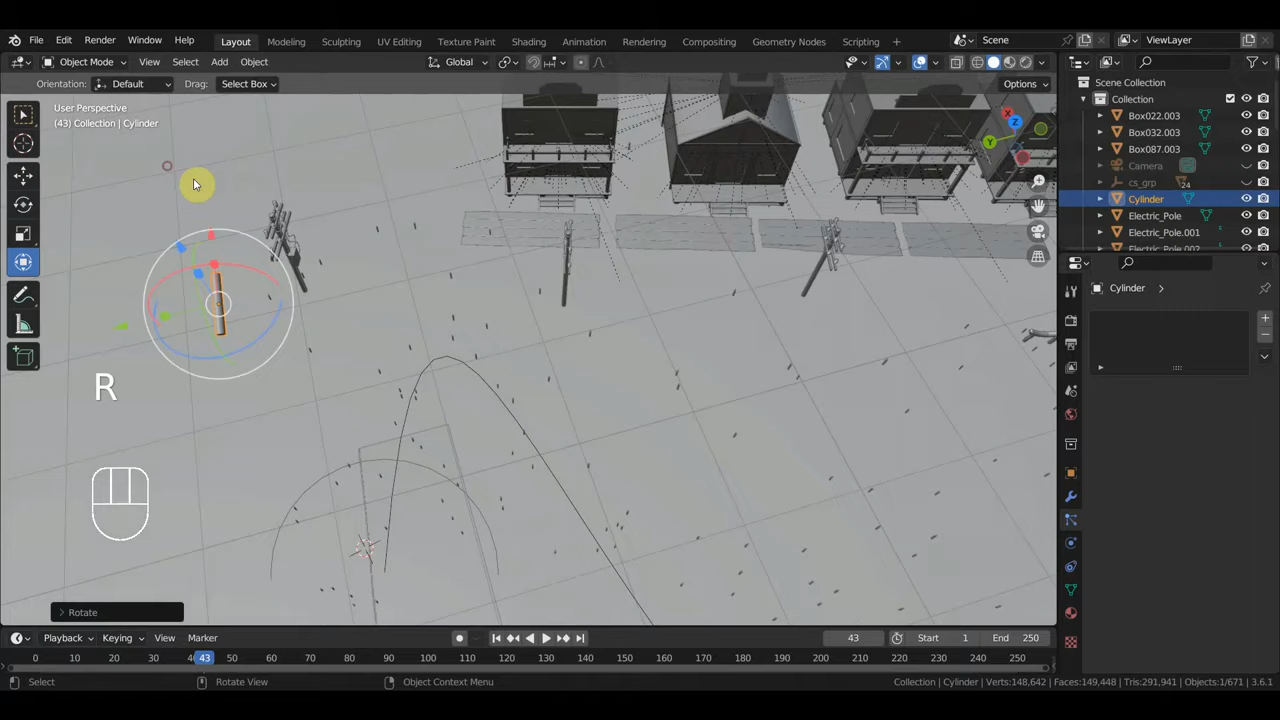 File Edit Render Window Help Layout Modeling Sculpting UV Editing Texture Paint Shading Animation Rendering Compositing Geometry Nodes Scripting + Scene ViewLayer
Object Mode View Select Add Object Global
Orientation: Default Drag: Select Box Options
User Perspective
(43) Collection | Cylinder
Scene Collection
Collection
Box022.003
Box032.003
Box087.003
Camera
cs_grp 24
Cylinder
Electric_Pole
Electric_Pole.001
Electric_Pole.002
Cylinder
X
Z
Y
R
Rotate
Playback Keying View Marker 43 Start 1 End 250
0 10 20 30 40 43 50 60 70 80 90 100 110 120 130 140 150 160 170 180 190 200 210 220 230 240 250
Select Rotate View Object Context Menu Collection | Cylinder | Verts:148,642 | Faces:149,448 | Tris:291,941 | Objects:1/671 | 3.6.1